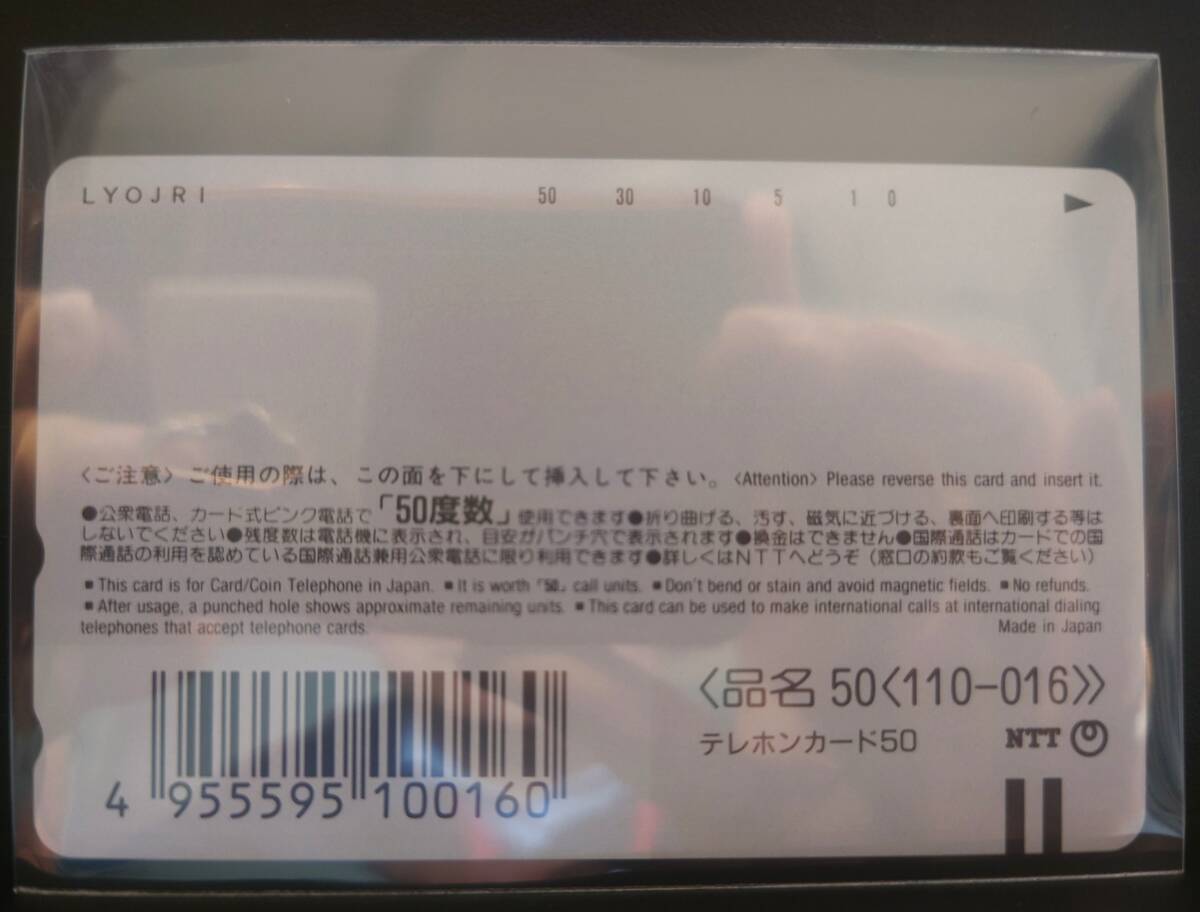 LYOJRI 50 30 10 5 1 0
〈ご注意〉ご使用の際は、この面を下にして挿入して下さい。〈Attention〉Please reverse this card and insert it.
●公衆電話、カード式ピンク電話で「50度数」使用できます●折り曲げる、汚す、磁気に近づける、裏面へ印刷する等は
しないでください●残度数は電話機に表示され、目安がパンチ穴で表示されます●換金はできません●国際通話はカードでの国
際通話の利用を認めている国際通話兼用公衆電話に限り利用できます●詳しくはNTTへどうぞ（窓口の約款もご覧ください）
■This card is for Card/Coin Telephone in Japan. ■It is worth「50」call units. ■Don't bend or stain and avoid magnetic fields. ■No refunds.
■After usage, a punched hole shows approximate remaining units. ■This card can be used to make international calls at international dialing
telephones that accept telephone cards. Made in Japan
〈品名 50〈110-016〉〉
テレホンカード50 NTT
4 955595 100160